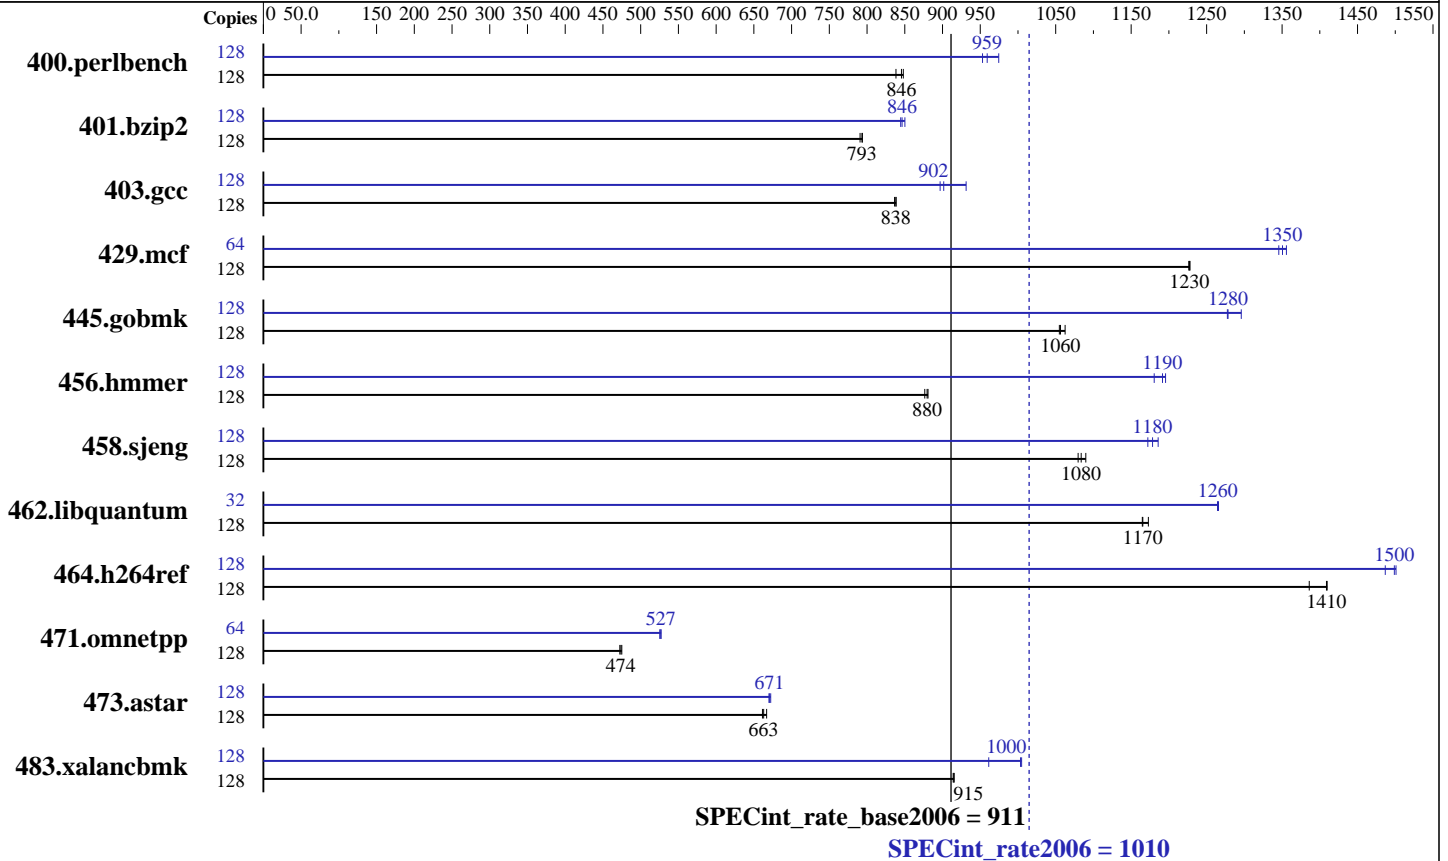 Copies 0 50.0 150 200 250 300 350 400 450 500 550 600 650 700 750 800 850 900 950 1050 1150 1250 1350 1450 1550
400.perlbench 128 959
128 846
401.bzip2 128 846
128 793
403.gcc 128 902
128 838
429.mcf 64 1350
128 1230
445.gobmk 128 1280
128 1060
456.hmmer 128 1190
128 880
458.sjeng 128 1180
128 1080
462.libquantum 32 1260
128 1170
464.h264ref 128 1500
128 1410
471.omnetpp 64 527
128 474
473.astar 128 671
128 663
483.xalancbmk 128 1000
128 915
SPECint_rate_base2006 = 911
SPECint_rate2006 = 1010